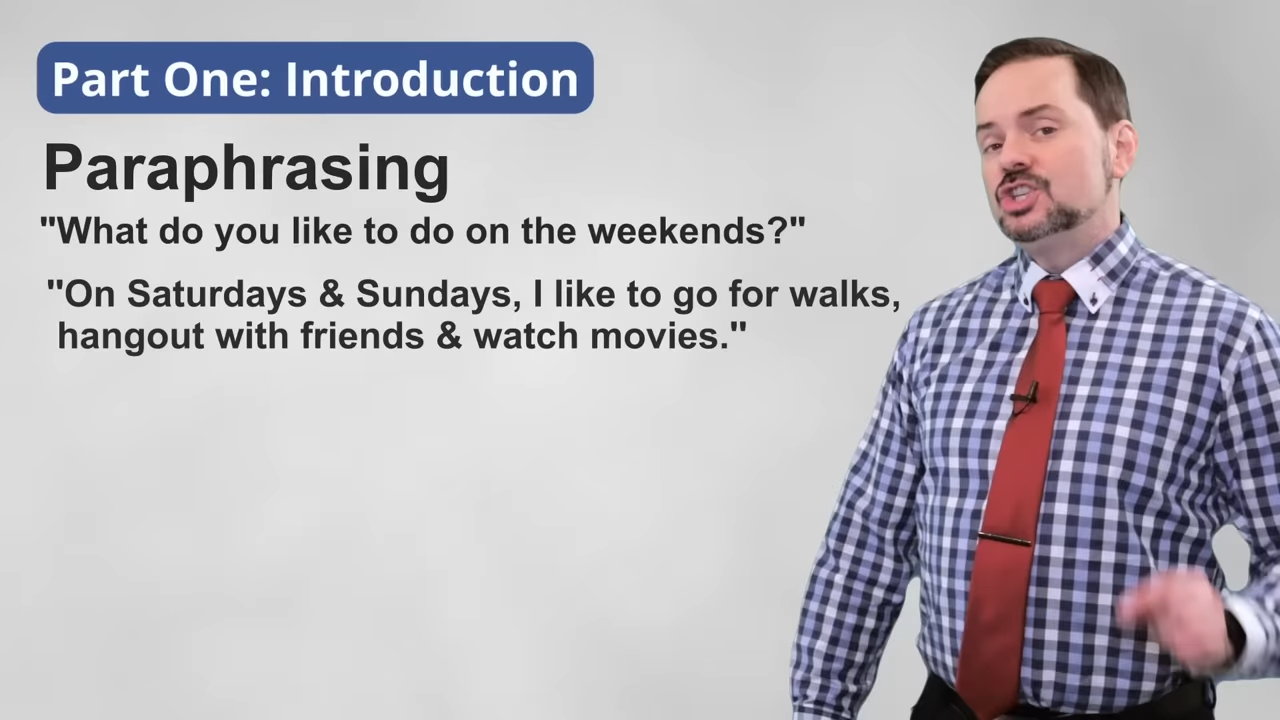 Part One: Introduction
Paraphrasing
"What do you like to do on the weekends?"
"On Saturdays & Sundays, I like to go for walks,
hangout with friends & watch movies."